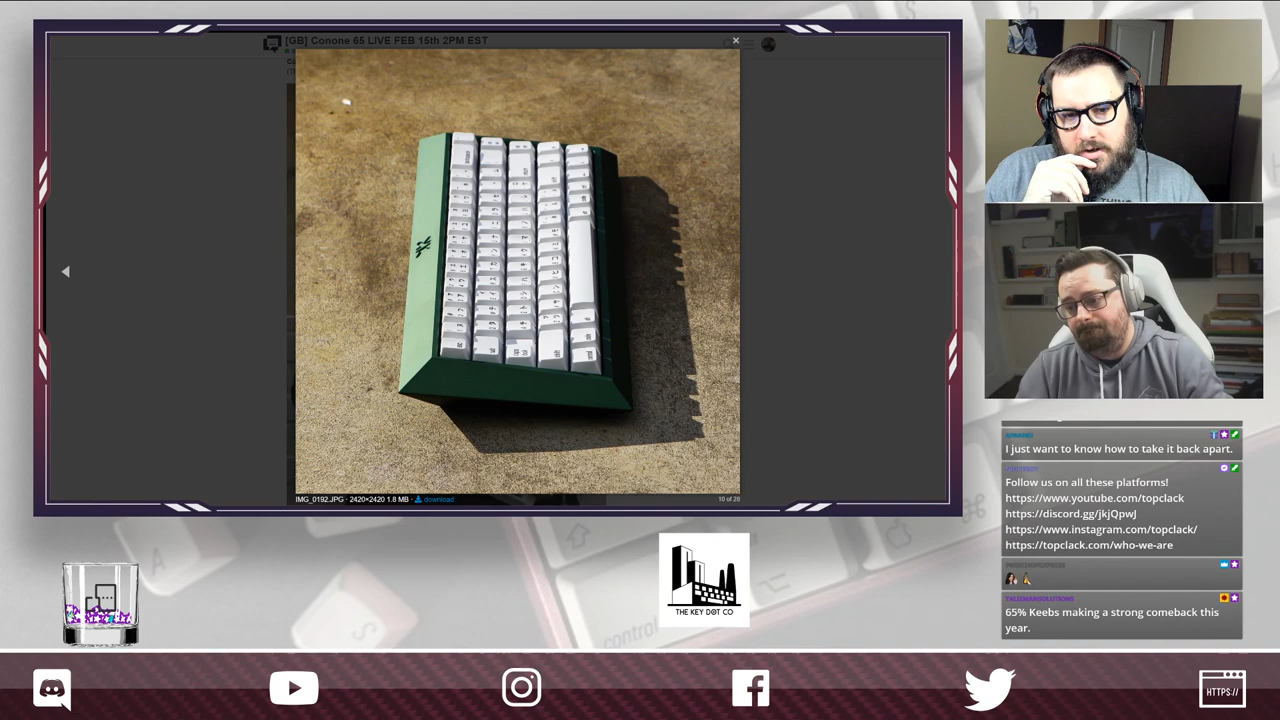 [GB] Conone 65 LIVE FEB 15th 2PM EST
IMG_0192.JPG · 2420×2420 1.8 MB · download
10 of 28
I just want to know how to take it back apart.
Follow us on all these platforms!
https://www.youtube.com/topclack
https://discord.gg/jkjQpwJ
https://www.instagram.com/topclack/
https://topclack.com/who-we-are
65% Keebs making a strong comeback this
year.
THE KEY DOT CO
control
HTTPS://